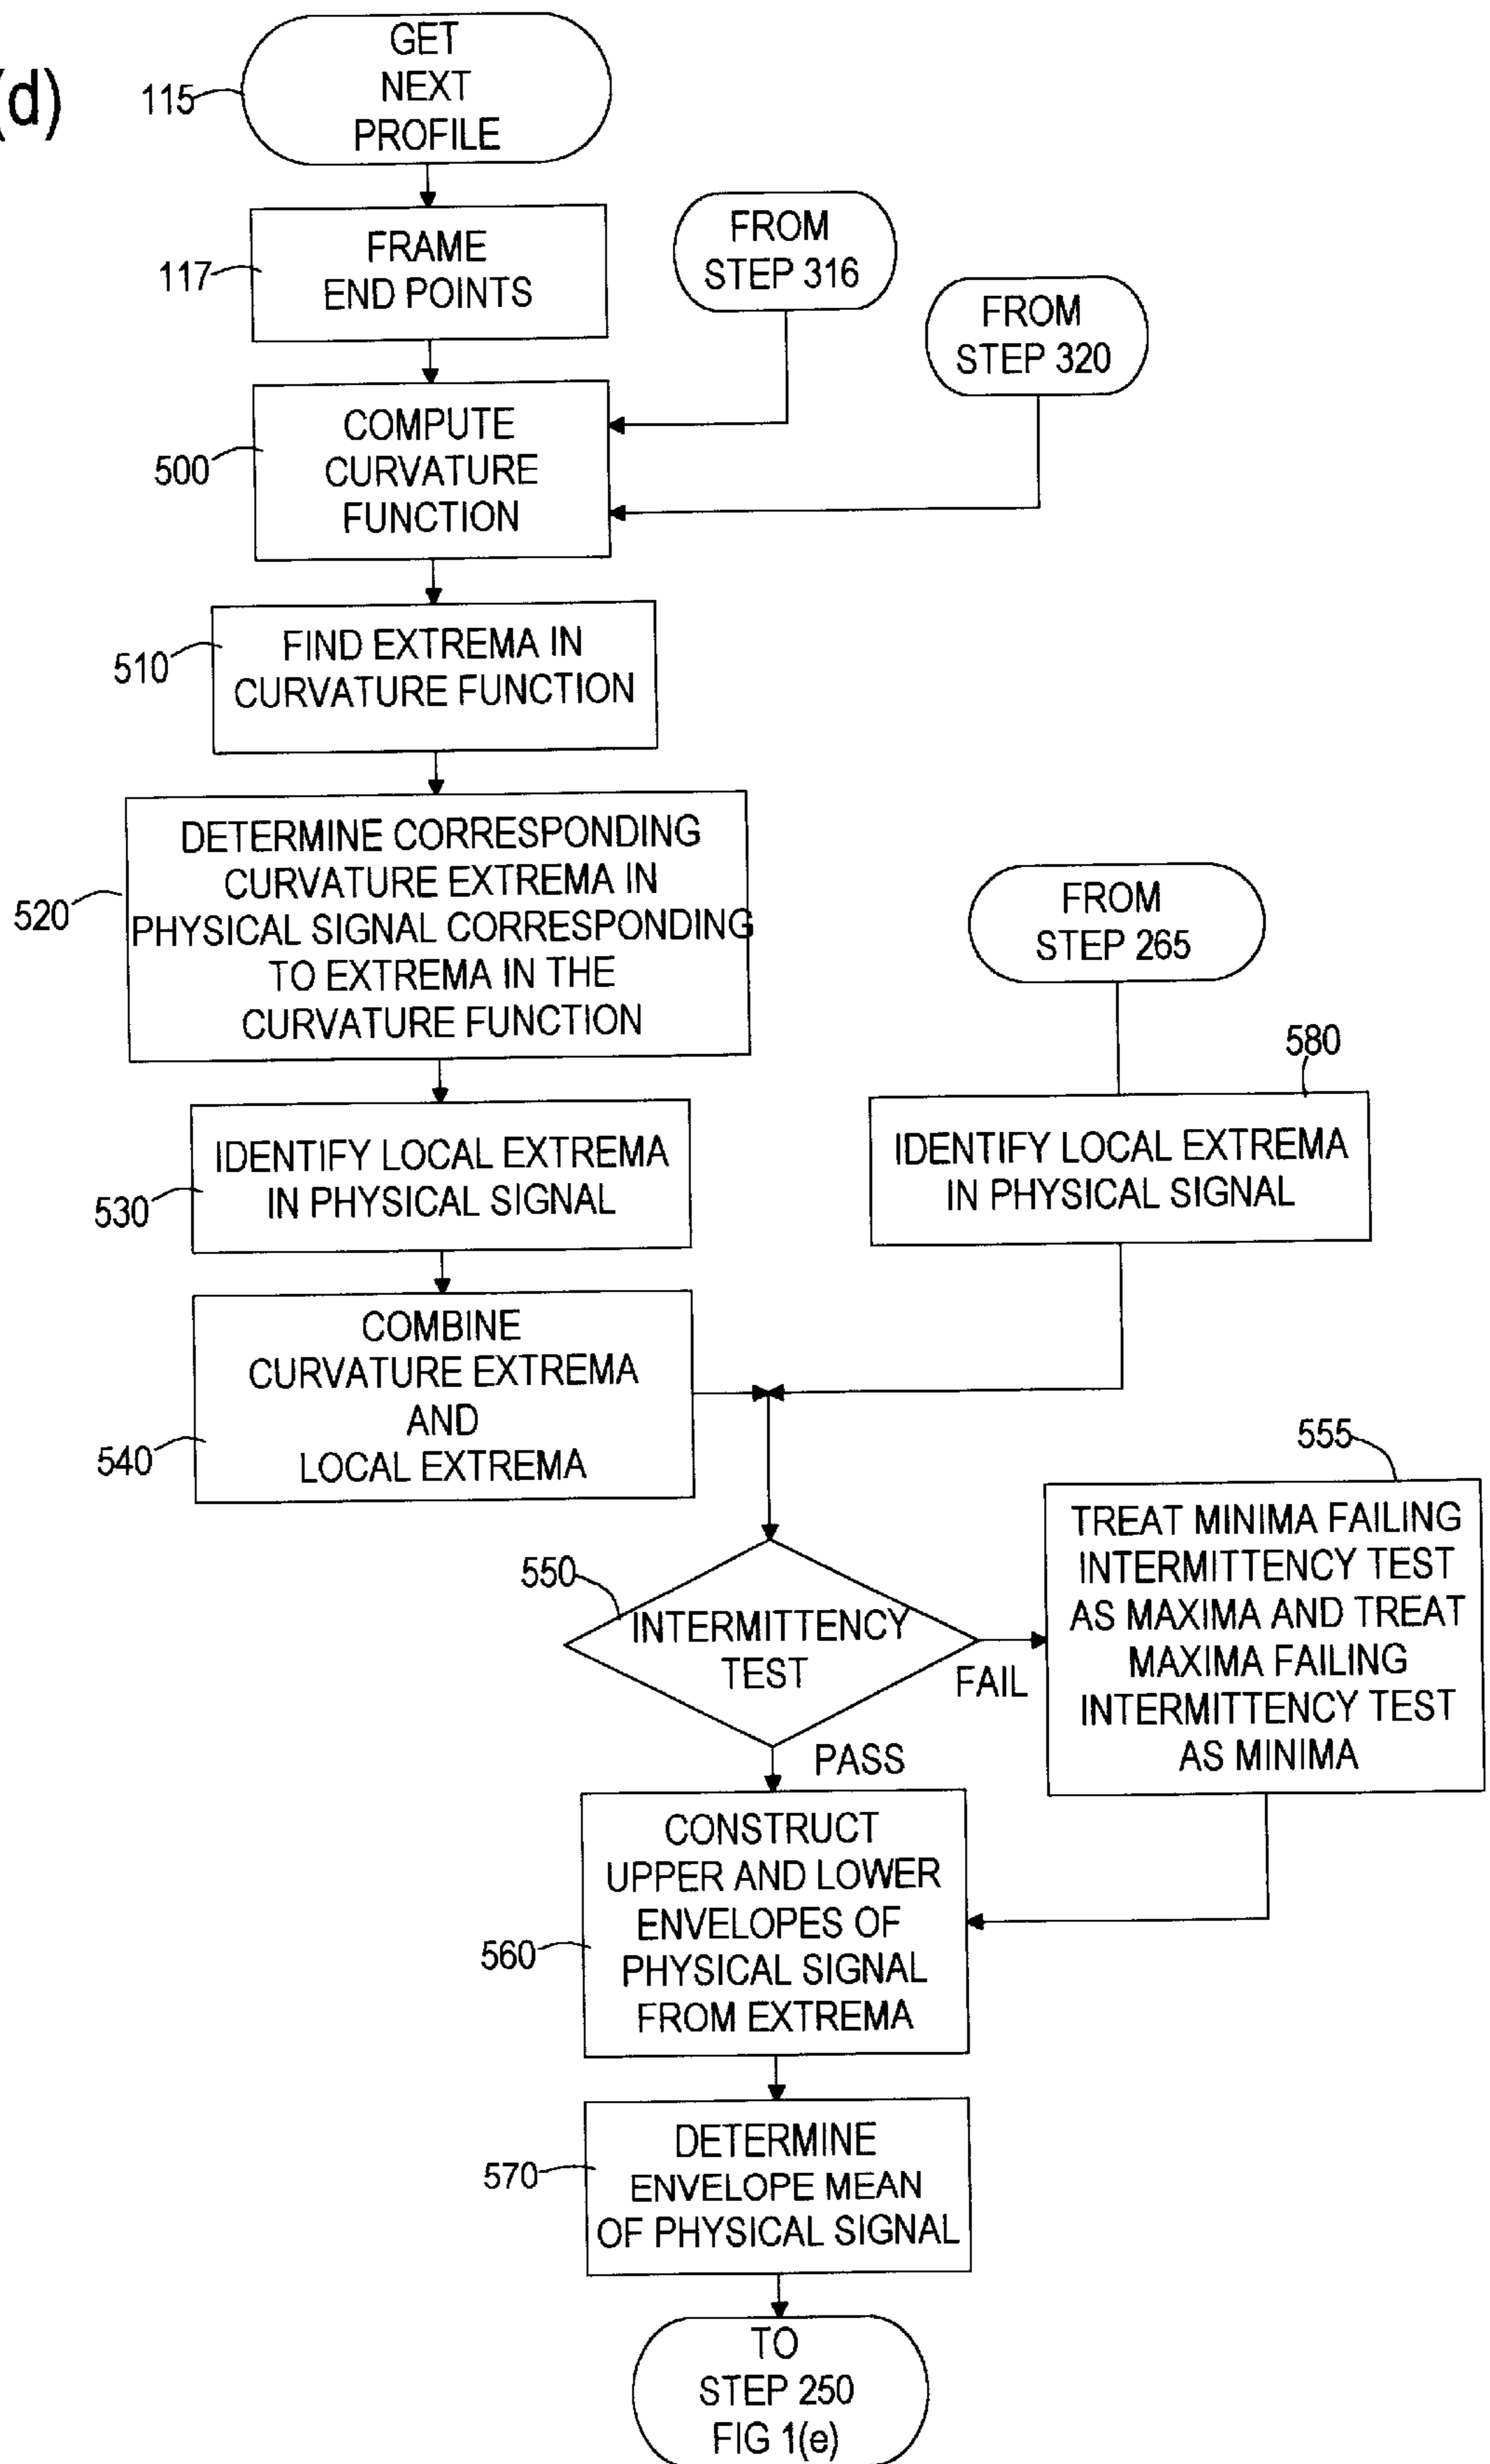 (d)
115
GET
NEXT
PROFILE
117
FRAME
END POINTS
FROM
STEP 316
FROM
STEP 320
500
COMPUTE
CURVATURE
FUNCTION
510
FIND EXTREMA IN
CURVATURE FUNCTION
520
DETERMINE CORRESPONDING
CURVATURE EXTREMA IN
PHYSICAL SIGNAL CORRESPONDING
TO EXTREMA IN THE
CURVATURE FUNCTION
FROM
STEP 265
530
IDENTIFY LOCAL EXTREMA
IN PHYSICAL SIGNAL
580
IDENTIFY LOCAL EXTREMA
IN PHYSICAL SIGNAL
540
COMBINE
CURVATURE EXTREMA
AND
LOCAL EXTREMA
550
INTERMITTENCY
TEST
FAIL
PASS
555
TREAT MINIMA FAILING
INTERMITTENCY TEST
AS MAXIMA AND TREAT
MAXIMA FAILING
INTERMITTENCY TEST
AS MINIMA
560
CONSTRUCT
UPPER AND LOWER
ENVELOPES OF
PHYSICAL SIGNAL
FROM EXTREMA
570
DETERMINE
ENVELOPE MEAN
OF PHYSICAL SIGNAL
TO
STEP 250
FIG 1(e)